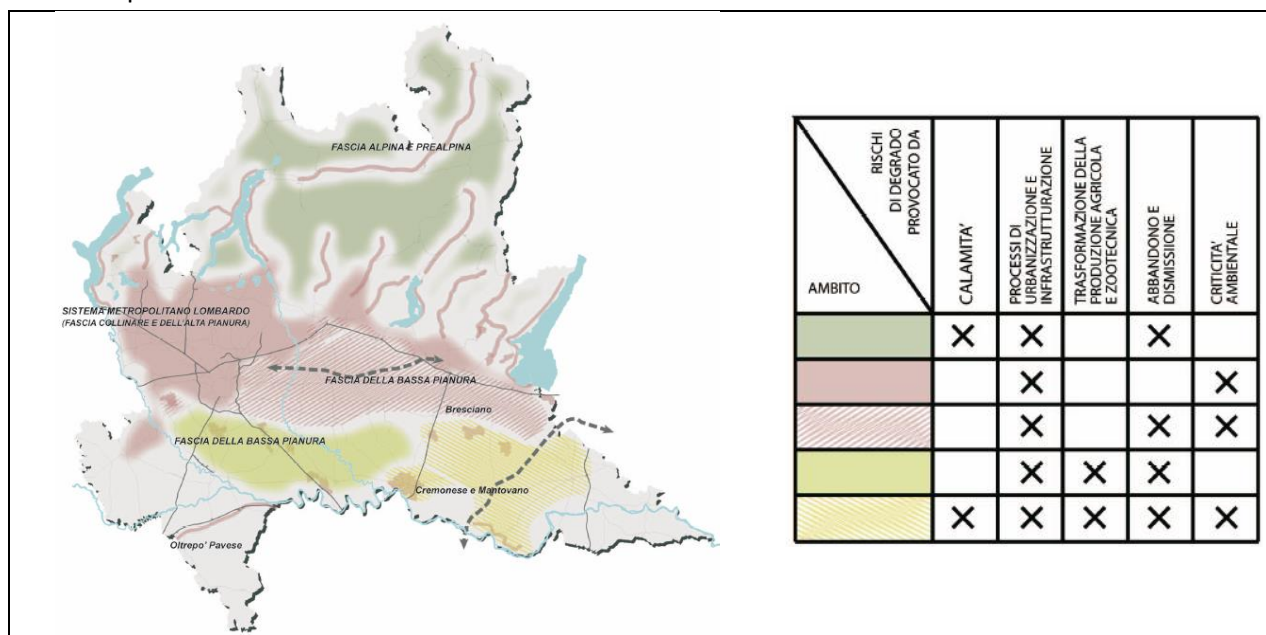 FASCIA ALPINA E PREALPINA
SISTEMA METROPOLITANO LOMBARDO
(FASCIA COLLINARE E DELL'ALTA PIANURA)
FASCIA DELLA BASSA PIANURA
Bresciano
FASCIA DELLA BASSA PIANURA
Cremonese e Mantovano
Oltrepo' Pavese
RISCHI
DI DEGRADO
PROVOCATO DA
AMBITO
CALAMITA'
PROCESSI DI
URBANIZZAZIONE E
INFRASTRUTTURAZIONE
TRASFORMAZIONE DELLA
PRODUZIONE AGRICOLA
E ZOOTECNICA
ABBANDONO E
DISMISSIIONE
CRITICITA'
AMBIENTALE
X X X
X X
X X X
X X X
X X X X X